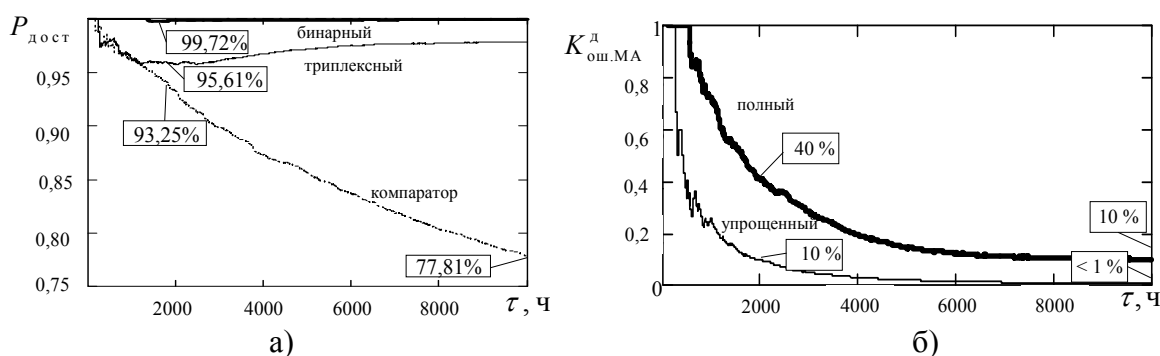 P дост
0,95
0,90
0,85
0,80
0,75
99,72%
бинарный
триплексный
95,61%
93,25%
компаратор
77,81%
2000 4000 6000 8000 τ , ч
а)
K д ош.МА
1
0,8
0,6
0,4
0,2
0
полный
40 %
упрощенный
10 %
10 %
< 1 %
2000 4000 6000 8000 τ , ч
б)